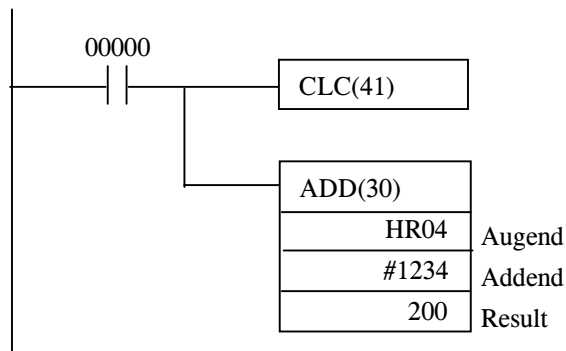 00000
CLC(41)
ADD(30)
HR04 Augend
#1234 Addend
200 Result